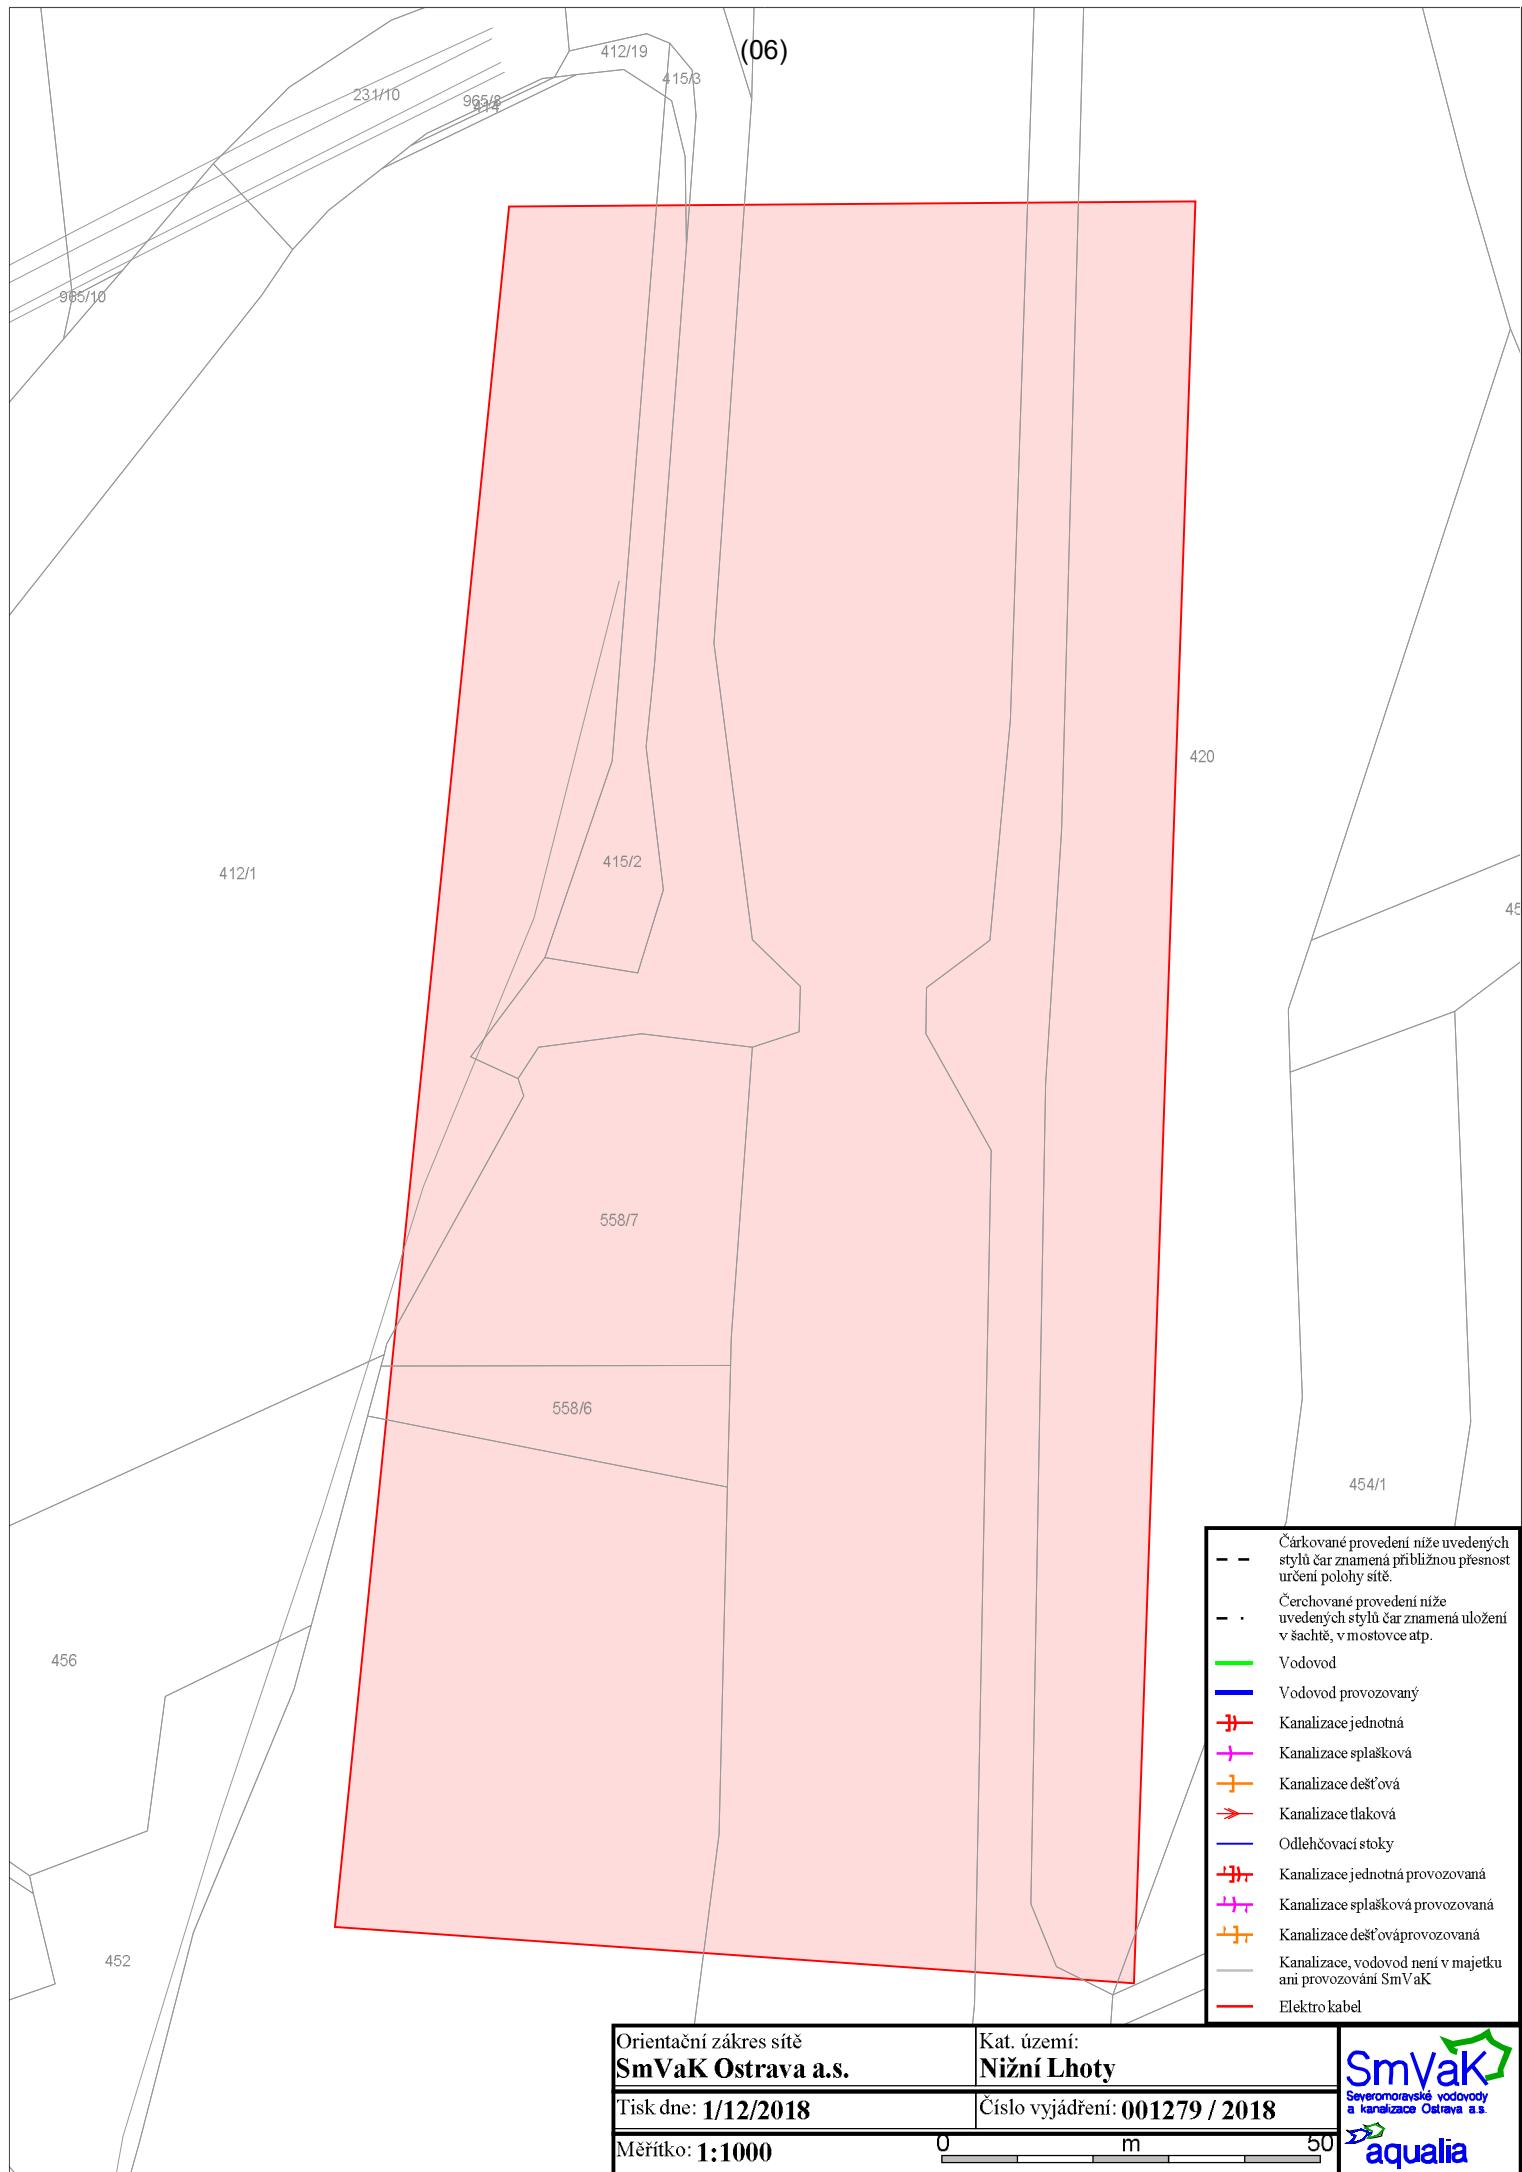 (06)
412/19
415/3
231/10
965/8
414
965/10
420
415/2
412/1
45
558/7
558/6
454/1
456
452
Čárkované provedení níže uvedených
stylů čar znamená přibližnou přesnost
určení polohy sítě.
Čerchované provedení níže
uvedených stylů čar znamená uložení
v šachtě, v mostovce atp.
Vodovod
Vodovod provozovaný
Kanalizace jednotná
Kanalizace splašková
Kanalizace dešťová
Kanalizace tlaková
Odlehčovací stoky
Kanalizace jednotná provozovaná
Kanalizace splašková provozovaná
Kanalizace dešťováprovozovaná
Kanalizace, vodovod není v majetku
ani provozování SmVaK
Elektro kabel
Orientační zákres sítě
SmVaK Ostrava a.s.
Kat. území:
Nižní Lhoty
Tisk dne: 1/12/2018
Číslo vyjádření: 001279 / 2018
Měřítko: 1:1000
0 m 50
SmVaK
Severomoravské vodovody
a kanalizace Ostrava a.s.
aqualia